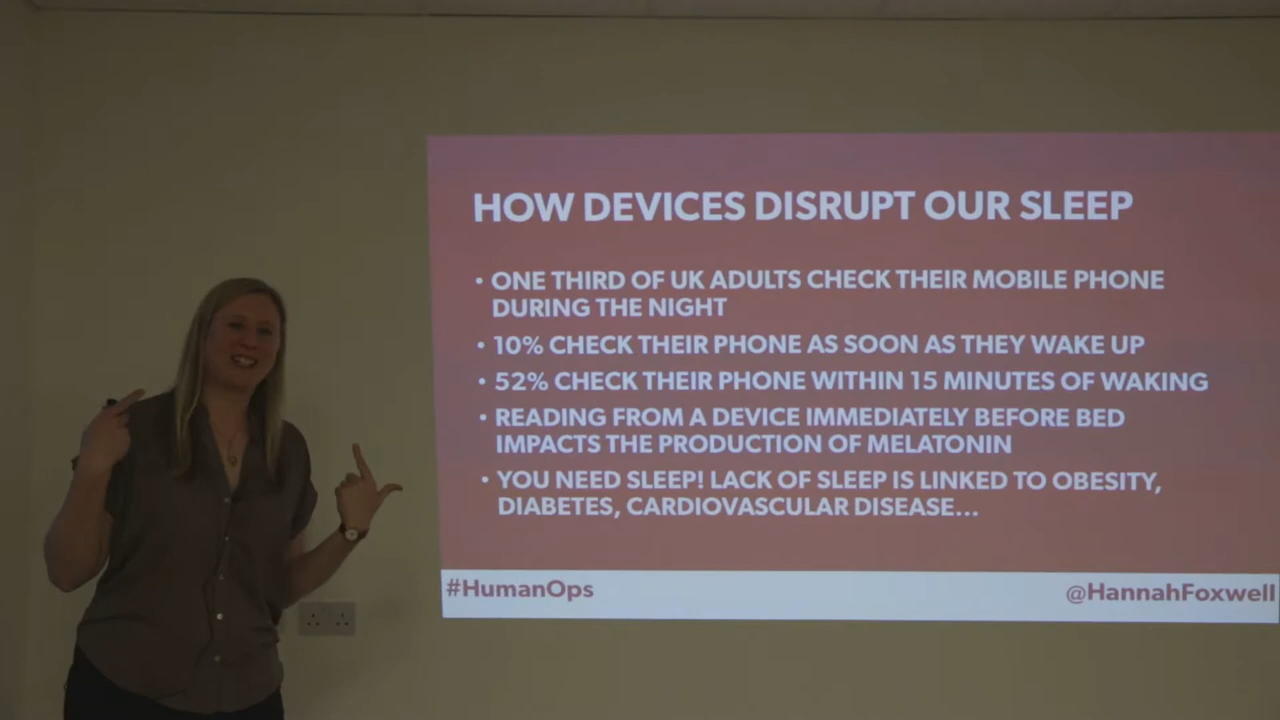 HOW DEVICES DISRUPT OUR SLEEP
• ONE THIRD OF UK ADULTS CHECK THEIR MOBILE PHONE
DURING THE NIGHT
• 10% CHECK THEIR PHONE AS SOON AS THEY WAKE UP
• 52% CHECK THEIR PHONE WITHIN 15 MINUTES OF WAKING
• READING FROM A DEVICE IMMEDIATELY BEFORE BED
IMPACTS THE PRODUCTION OF MELATONIN
• YOU NEED SLEEP! LACK OF SLEEP IS LINKED TO OBESITY,
DIABETES, CARDIOVASCULAR DISEASE...
#HumanOps
@HannahFoxwell